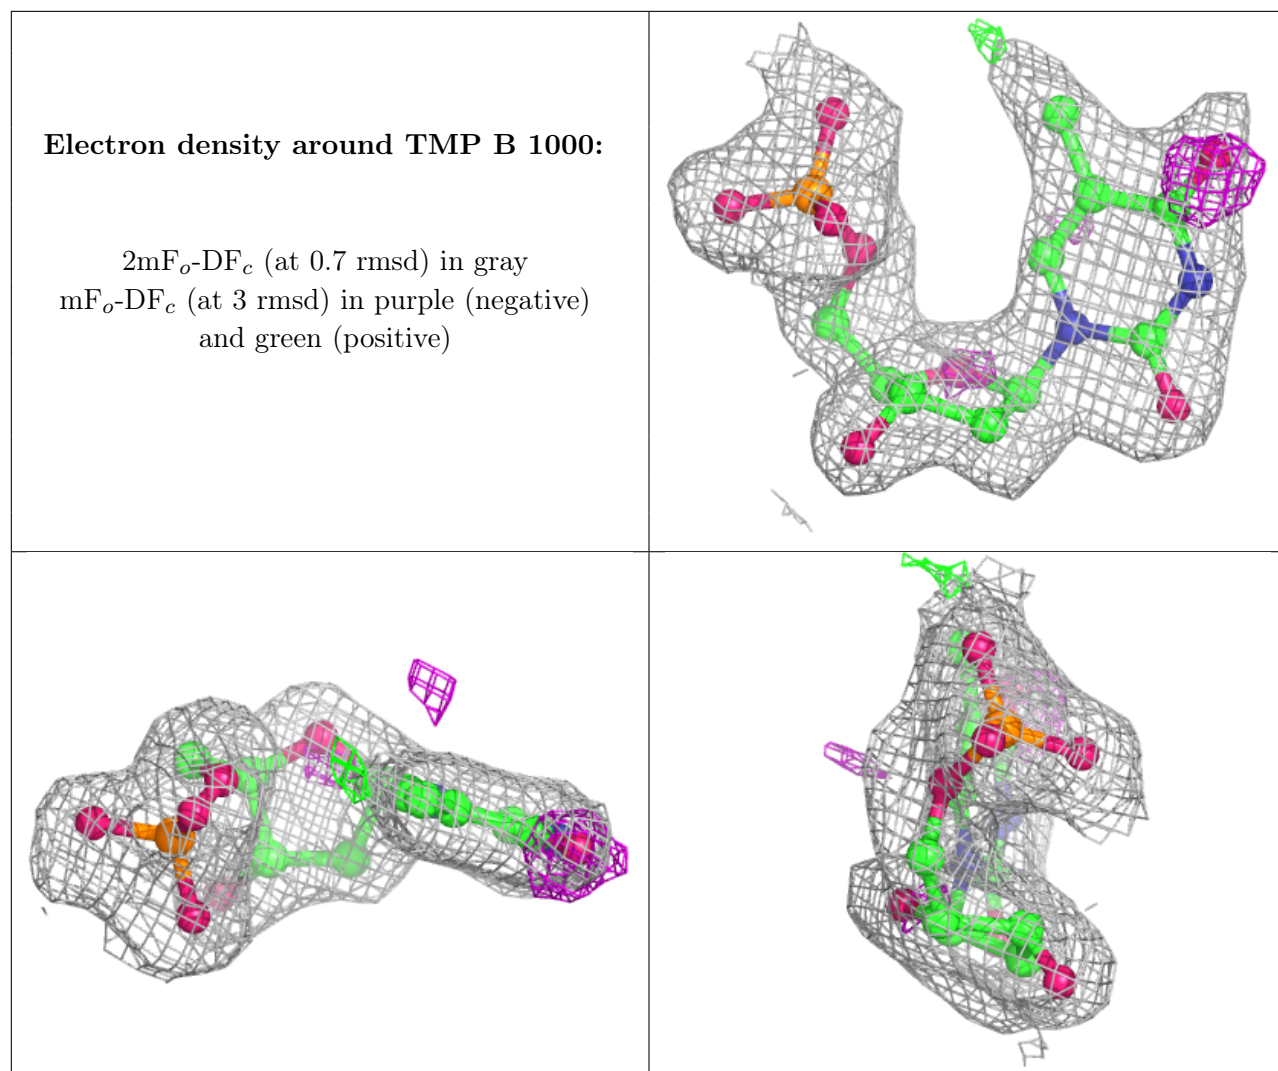 Electron density around TMP B 1000:
2mFₒ-DF𝒸 (at 0.7 rmsd) in gray
mFₒ-DF𝒸 (at 3 rmsd) in purple (negative)
and green (positive)